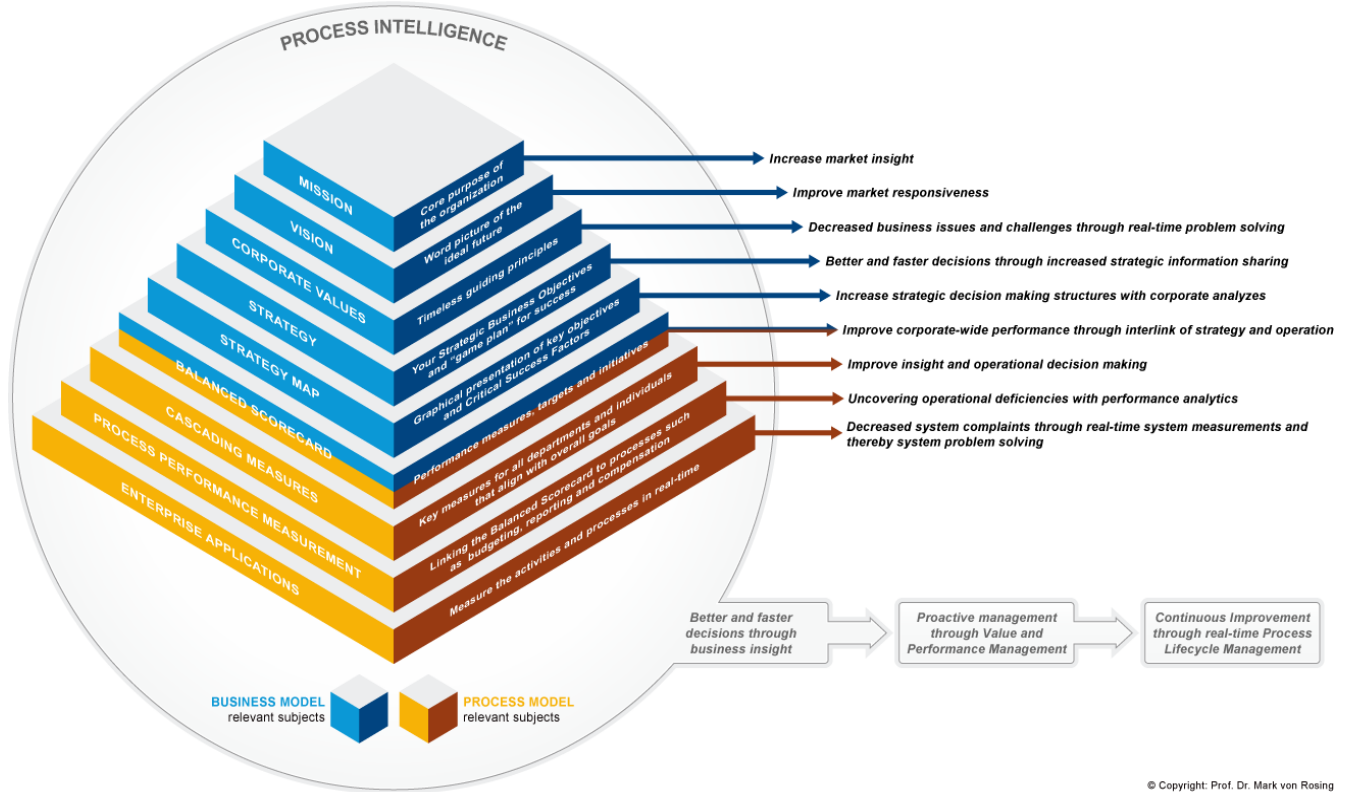 PROCESS INTELLIGENCE
MISSION
Core purpose of
the organization
Increase market insight
VISION
Word picture of the
ideal future
Improve market responsiveness
CORPORATE VALUES
Timeless guiding principles
Decreased business issues and challenges through real-time problem solving
STRATEGY
Your Strategic Business Objectives
and "game plan" for success
Better and faster decisions through increased strategic information sharing
STRATEGY MAP
Graphical presentation of key objectives
and Critical Success Factors
Increase strategic decision making structures with corporate analyzes
BALANCED SCORECARD
Performance measures, targets and initiatives
Improve corporate-wide performance through interlink of strategy and operation
CASCADING MEASURES
Key measures for all departments and individuals
that align with overall goals
Improve insight and operational decision making
PROCESS PERFORMANCE MEASUREMENT
Linking the Balanced Scorecard to processes such
as budgeting, reporting and compensation
Uncovering operational deficiencies with performance analytics
ENTERPRISE APPLICATIONS
Measure the activities and processes in real-time
Decreased system complaints through real-time system measurements and
thereby system problem solving
Better and faster
decisions through
business insight
Proactive management
through Value and
Performance Management
Continuous Improvement
through real-time Process
Lifecycle Management
BUSINESS MODEL
relevant subjects
PROCESS MODEL
relevant subjects
© Copyright: Prof. Dr. Mark von Rosing